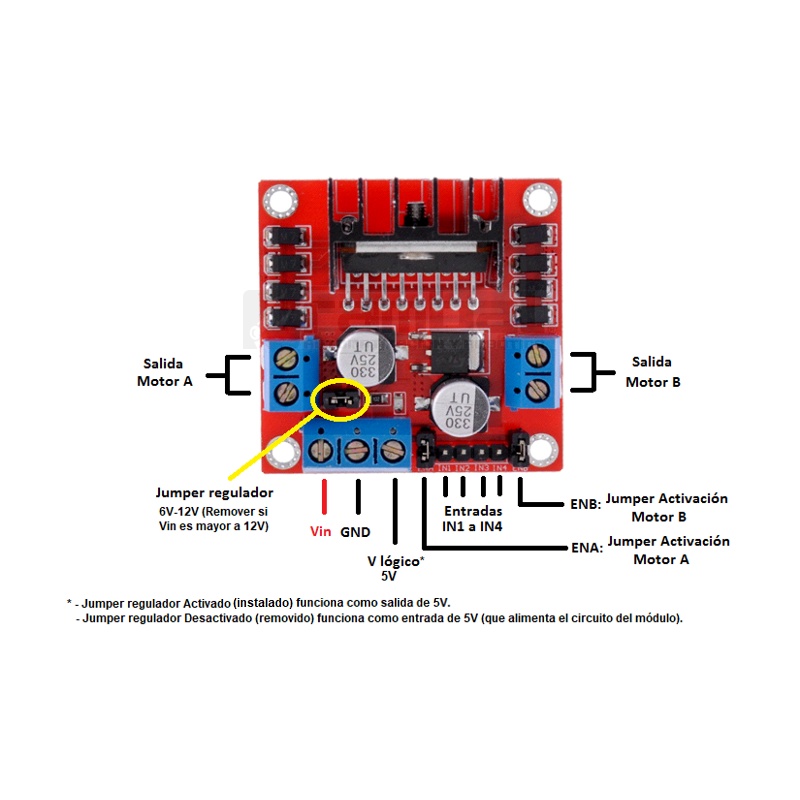 330
25V
UT
330
25V
UT
Salida
Motor A
Salida
Motor B
IN1 IN2 IN3 IN4
Jumper regulador
6V-12V (Remover si
Vin es mayor a 12V)
Vin
GND
V lógico*
5V
Entradas
IN1 a IN4
ENB: Jumper Activación
Motor B
ENA: Jumper Activación
Motor A
* - Jumper regulador Activado (instalado) funciona como salida de 5V.
- Jumper regulador Desactivado (removido) funciona como entrada de 5V (que alimenta el circuito del módulo).